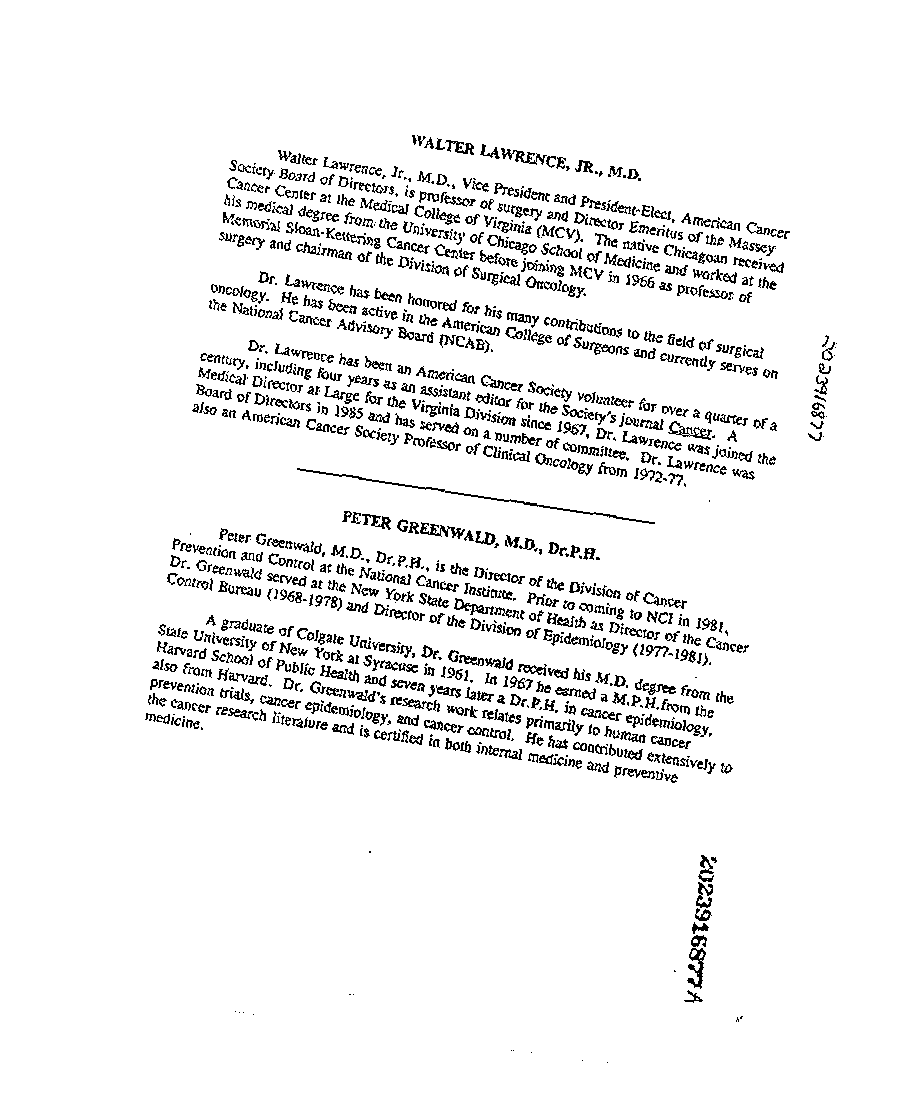 WALTER LAWRENCE, JR., M.D.
Walter Lawrence, Jr., M.D., Vice President and President-Elect, American Cancer
Society Board of Directors, is professor of surgery and Director Emeritus of the Massey
Cancer Center at the Medical College of Virginia (MCV). The native Chicagoan received
his medical degree from the University of Chicago School of Medicine and worked at the
Memorial Sloan-Kettering Cancer Center before joining MCV in 1966 as professor of
surgery and chairman of the Division of Surgical Oncology.
Dr. Lawrence has been honored for his many contributions to the field of surgical
oncology. He has been active in the American College of Surgeons and currently serves on
the National Cancer Advisory Board (NCAB).
Dr. Lawrence has been an American Cancer Society volunteer for over a quarter of a
century, including four years as an assistant editor for the Society's journal Cancer. A
Medical Director at Large for the Virginia Division since 1967, Dr. Lawrence was joined the
Board of Directors in 1985 and has served on a number of committee. Dr. Lawrence was
also an American Cancer Society Professor of Clinical Oncology from 1972-77.
2023916877
PETER GREENWALD, M.D., Dr.P.H.
Peter Greenwald, M.D., Dr.P.H., is the Director of the Division of Cancer
Prevention and Control at the National Cancer Institute. Prior to coming to NCI in 1981,
Dr. Greenwald served at the New York State Department of Health as Director of the Cancer
Control Bureau (1968-1978) and Director of the Division of Epidemiology (1977-1981).
A graduate of Colgate University, Dr. Greenwald received his M.D. degree from the
State University of New York at Syracuse in 1961. In 1967 he earned a M.P.H.from the
Harvard School of Public Health and seven years later a Dr.P.H. in cancer epidemiology,
also from Harvard. Dr. Greenwald's research work relates primarily to human cancer
prevention trials, cancer epidemiology, and cancer control. He has contributed extensively to
the cancer research literature and is certified in both internal medicine and preventive
medicine.
2023916877A